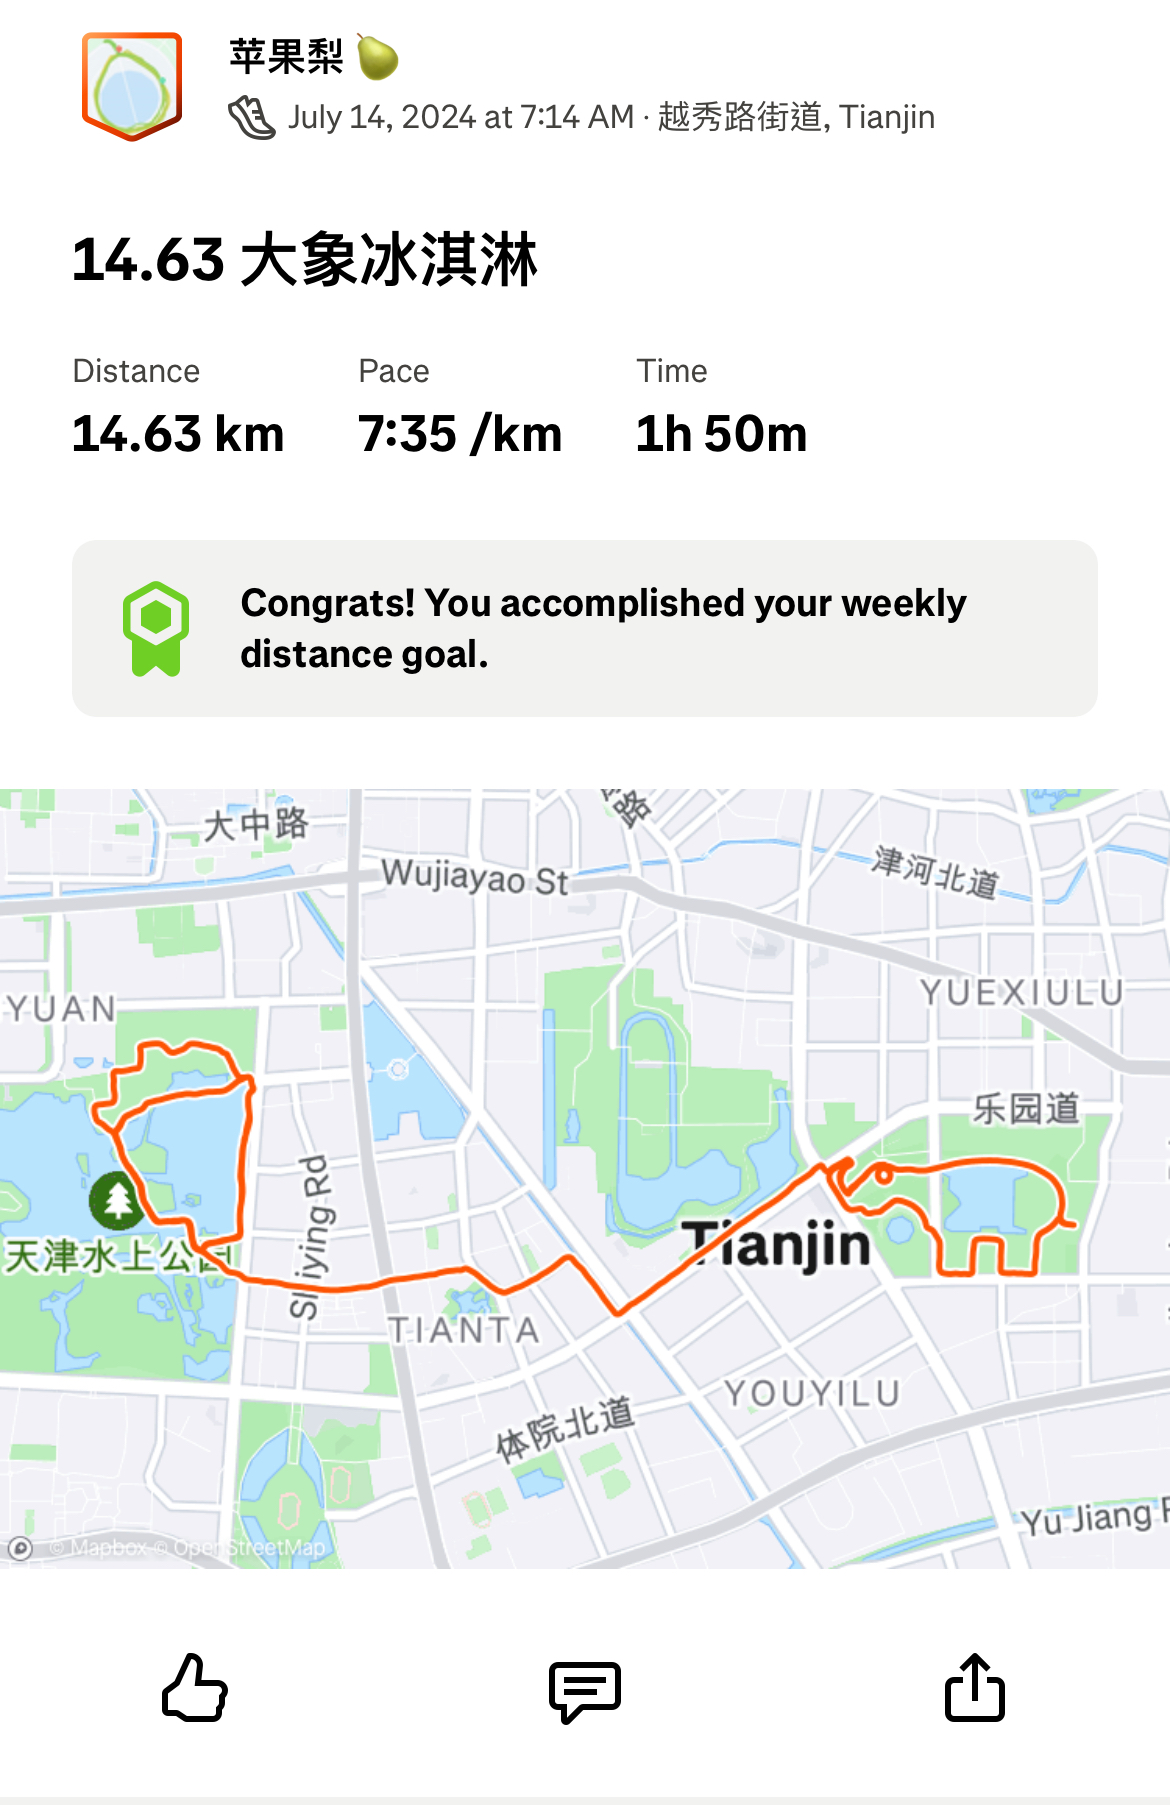 苹果梨 🍐
July 14, 2024 at 7:14 AM · 越秀路街道, Tianjin
14.63 大象冰淇淋
Distance
Pace
Time
14.63 km
7:35 /km
1h 50m
Congrats! You accomplished your weekly
distance goal.
路
大中路
Wujiayao St
津河北道
YUAN
YUEXIULU
乐园道
Rd
天津水上公园
Tianjin
TIANTA
YOUYILU
体院北道
Yu Jiang
© Mapbox © OpenStreetMap